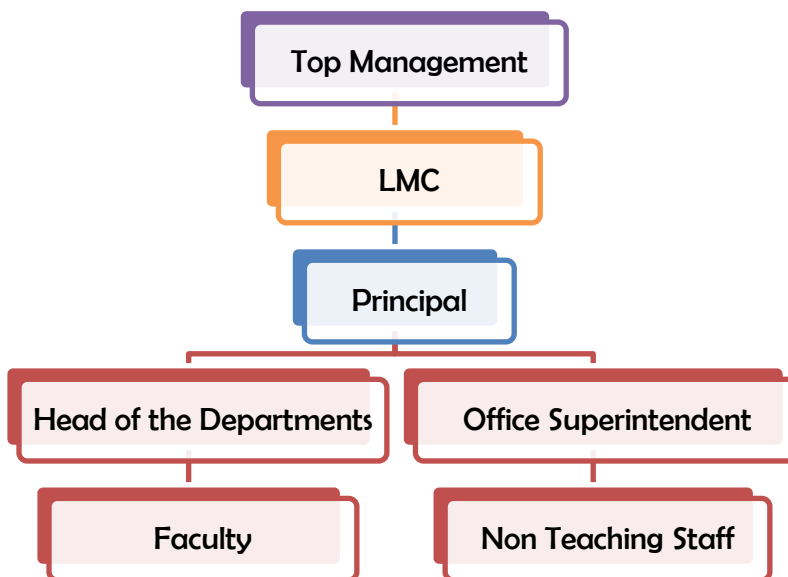 Top Management
LMC
Principal
Head of the Departments
Office Superintendent
Faculty
Non Teaching Staff